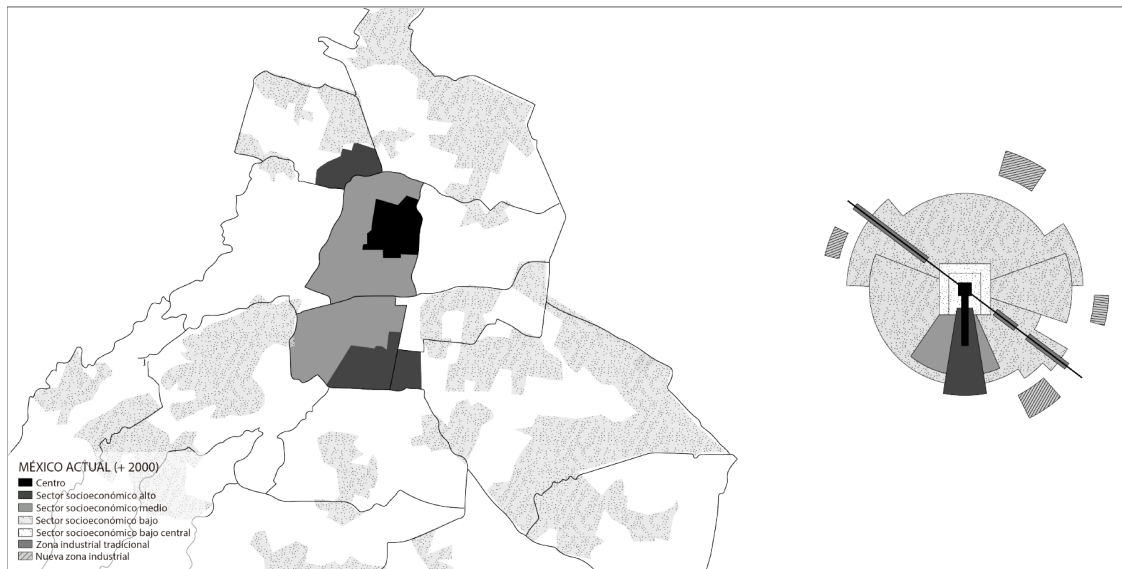 MÉXICO ACTUAL (+ 2000)
Centro
Sector socioeconómico alto
Sector socioeconómico medio
Sector socioeconómico bajo
Sector socioeconómico bajo central
Zona industrial tradicional
Nueva zona industrial